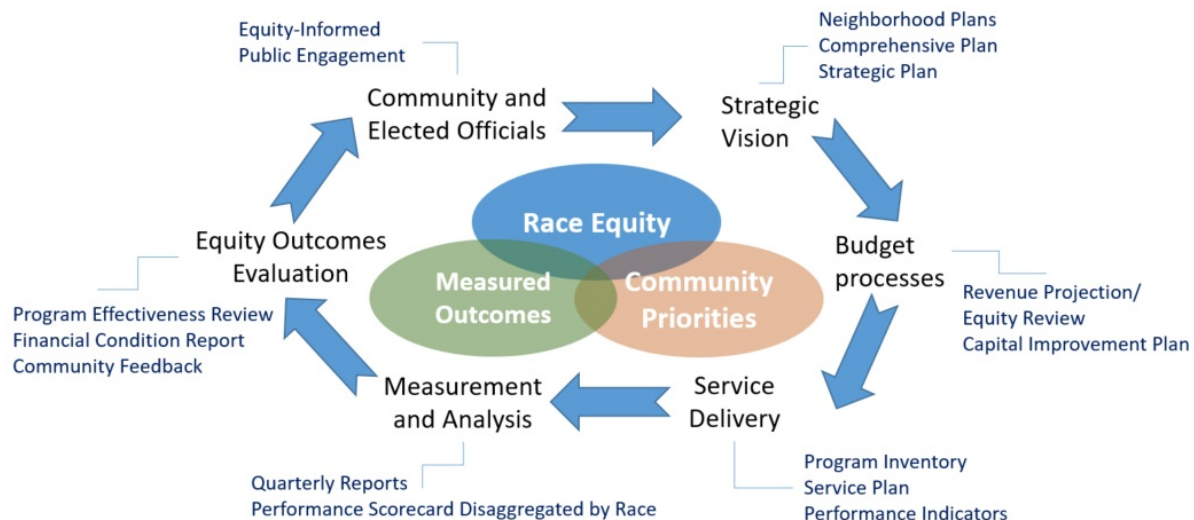 Equity-Informed
Public Engagement
Community and
Elected Officials
Neighborhood Plans
Comprehensive Plan
Strategic Plan
Strategic
Vision
Budget
processes
Revenue Projection/
Equity Review
Capital Improvement Plan
Service
Delivery
Program Inventory
Service Plan
Performance Indicators
Measurement
and Analysis
Quarterly Reports
Performance Scorecard Disaggregated by Race
Equity Outcomes
Evaluation
Program Effectiveness Review
Financial Condition Report
Community Feedback
Race Equity
Measured
Outcomes
Community
Priorities